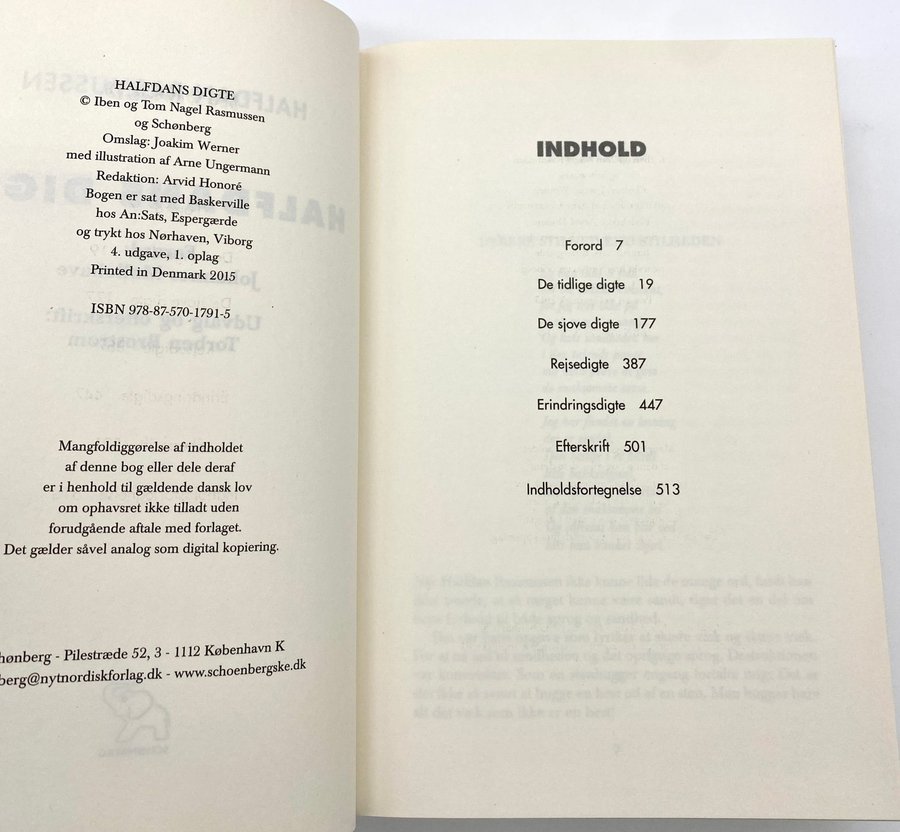 HALFDANS DIGTE
© Iben og Tom Nagel Rasmussen
og Schønberg
Omslag: Joakim Werner
med illustration af Arne Ungermann
Redaktion: Arvid Honoré
Bogen er sat med Baskerville
hos An:Sats, Espergærde
og trykt hos Nørhaven, Viborg
4. udgave, 1. oplag
Printed in Denmark 2015
ISBN 978-87-570-1791-5
Mangfoldiggørelse af indholdet
af denne bog eller dele deraf
er i henhold til gældende dansk lov
om ophavsret ikke tilladt uden
forudgående aftale med forlaget.
Det gælder såvel analog som digital kopiering.
hønberg - Pilestræde 52, 3 - 1112 København K
berg@nytnordiskforlag.dk - www.schoenbergske.dk
INDHOLD
Forord 7
De tidlige digte 19
De sjove digte 177
Rejsedigte 387
Erindringsdigte 447
Efterskrift 501
Indholdsfortegnelse 513